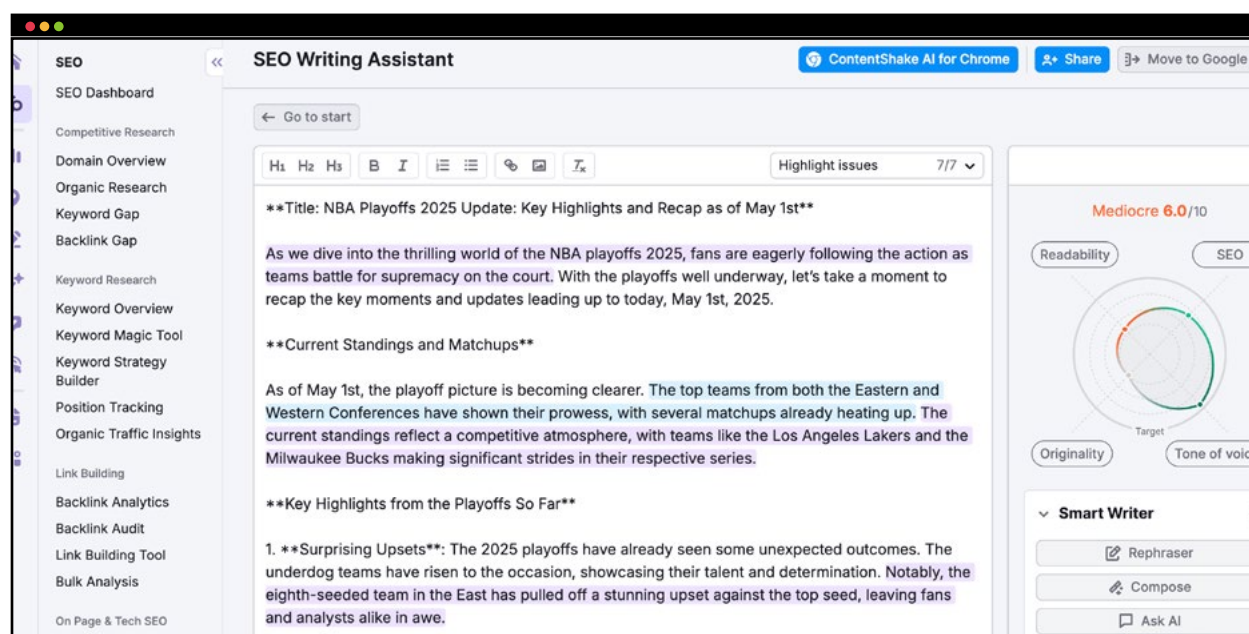 SEO
SEO Dashboard
Competitive Research
Domain Overview
Organic Research
Keyword Gap
Backlink Gap
Keyword Research
Keyword Overview
Keyword Magic Tool
Keyword Strategy
Builder
Position Tracking
Organic Traffic Insights
Link Building
Backlink Analytics
Backlink Audit
Link Building Tool
Bulk Analysis
On Page & Tech SEO
SEO Writing Assistant
ContentShake AI for Chrome
Share
Move to Google
Go to start
H1 H2 H3 B I
Highlight issues 7/7
**Title: NBA Playoffs 2025 Update: Key Highlights and Recap as of May 1st**
As we dive into the thrilling world of the NBA playoffs 2025, fans are eagerly following the action as
teams battle for supremacy on the court. With the playoffs well underway, let's take a moment to
recap the key moments and updates leading up to today, May 1st, 2025.
**Current Standings and Matchups**
As of May 1st, the playoff picture is becoming clearer. The top teams from both the Eastern and
Western Conferences have shown their prowess, with several matchups already heating up. The
current standings reflect a competitive atmosphere, with teams like the Los Angeles Lakers and the
Milwaukee Bucks making significant strides in their respective series.
**Key Highlights from the Playoffs So Far**
1. **Surprising Upsets**: The 2025 playoffs have already seen some unexpected outcomes. The
underdog teams have risen to the occasion, showcasing their talent and determination. Notably, the
eighth-seeded team in the East has pulled off a stunning upset against the top seed, leaving fans
and analysts alike in awe.
Mediocre 6.0/10
Readability
SEO
Target
Originality
Tone of voic
Smart Writer
Rephraser
Compose
Ask AI